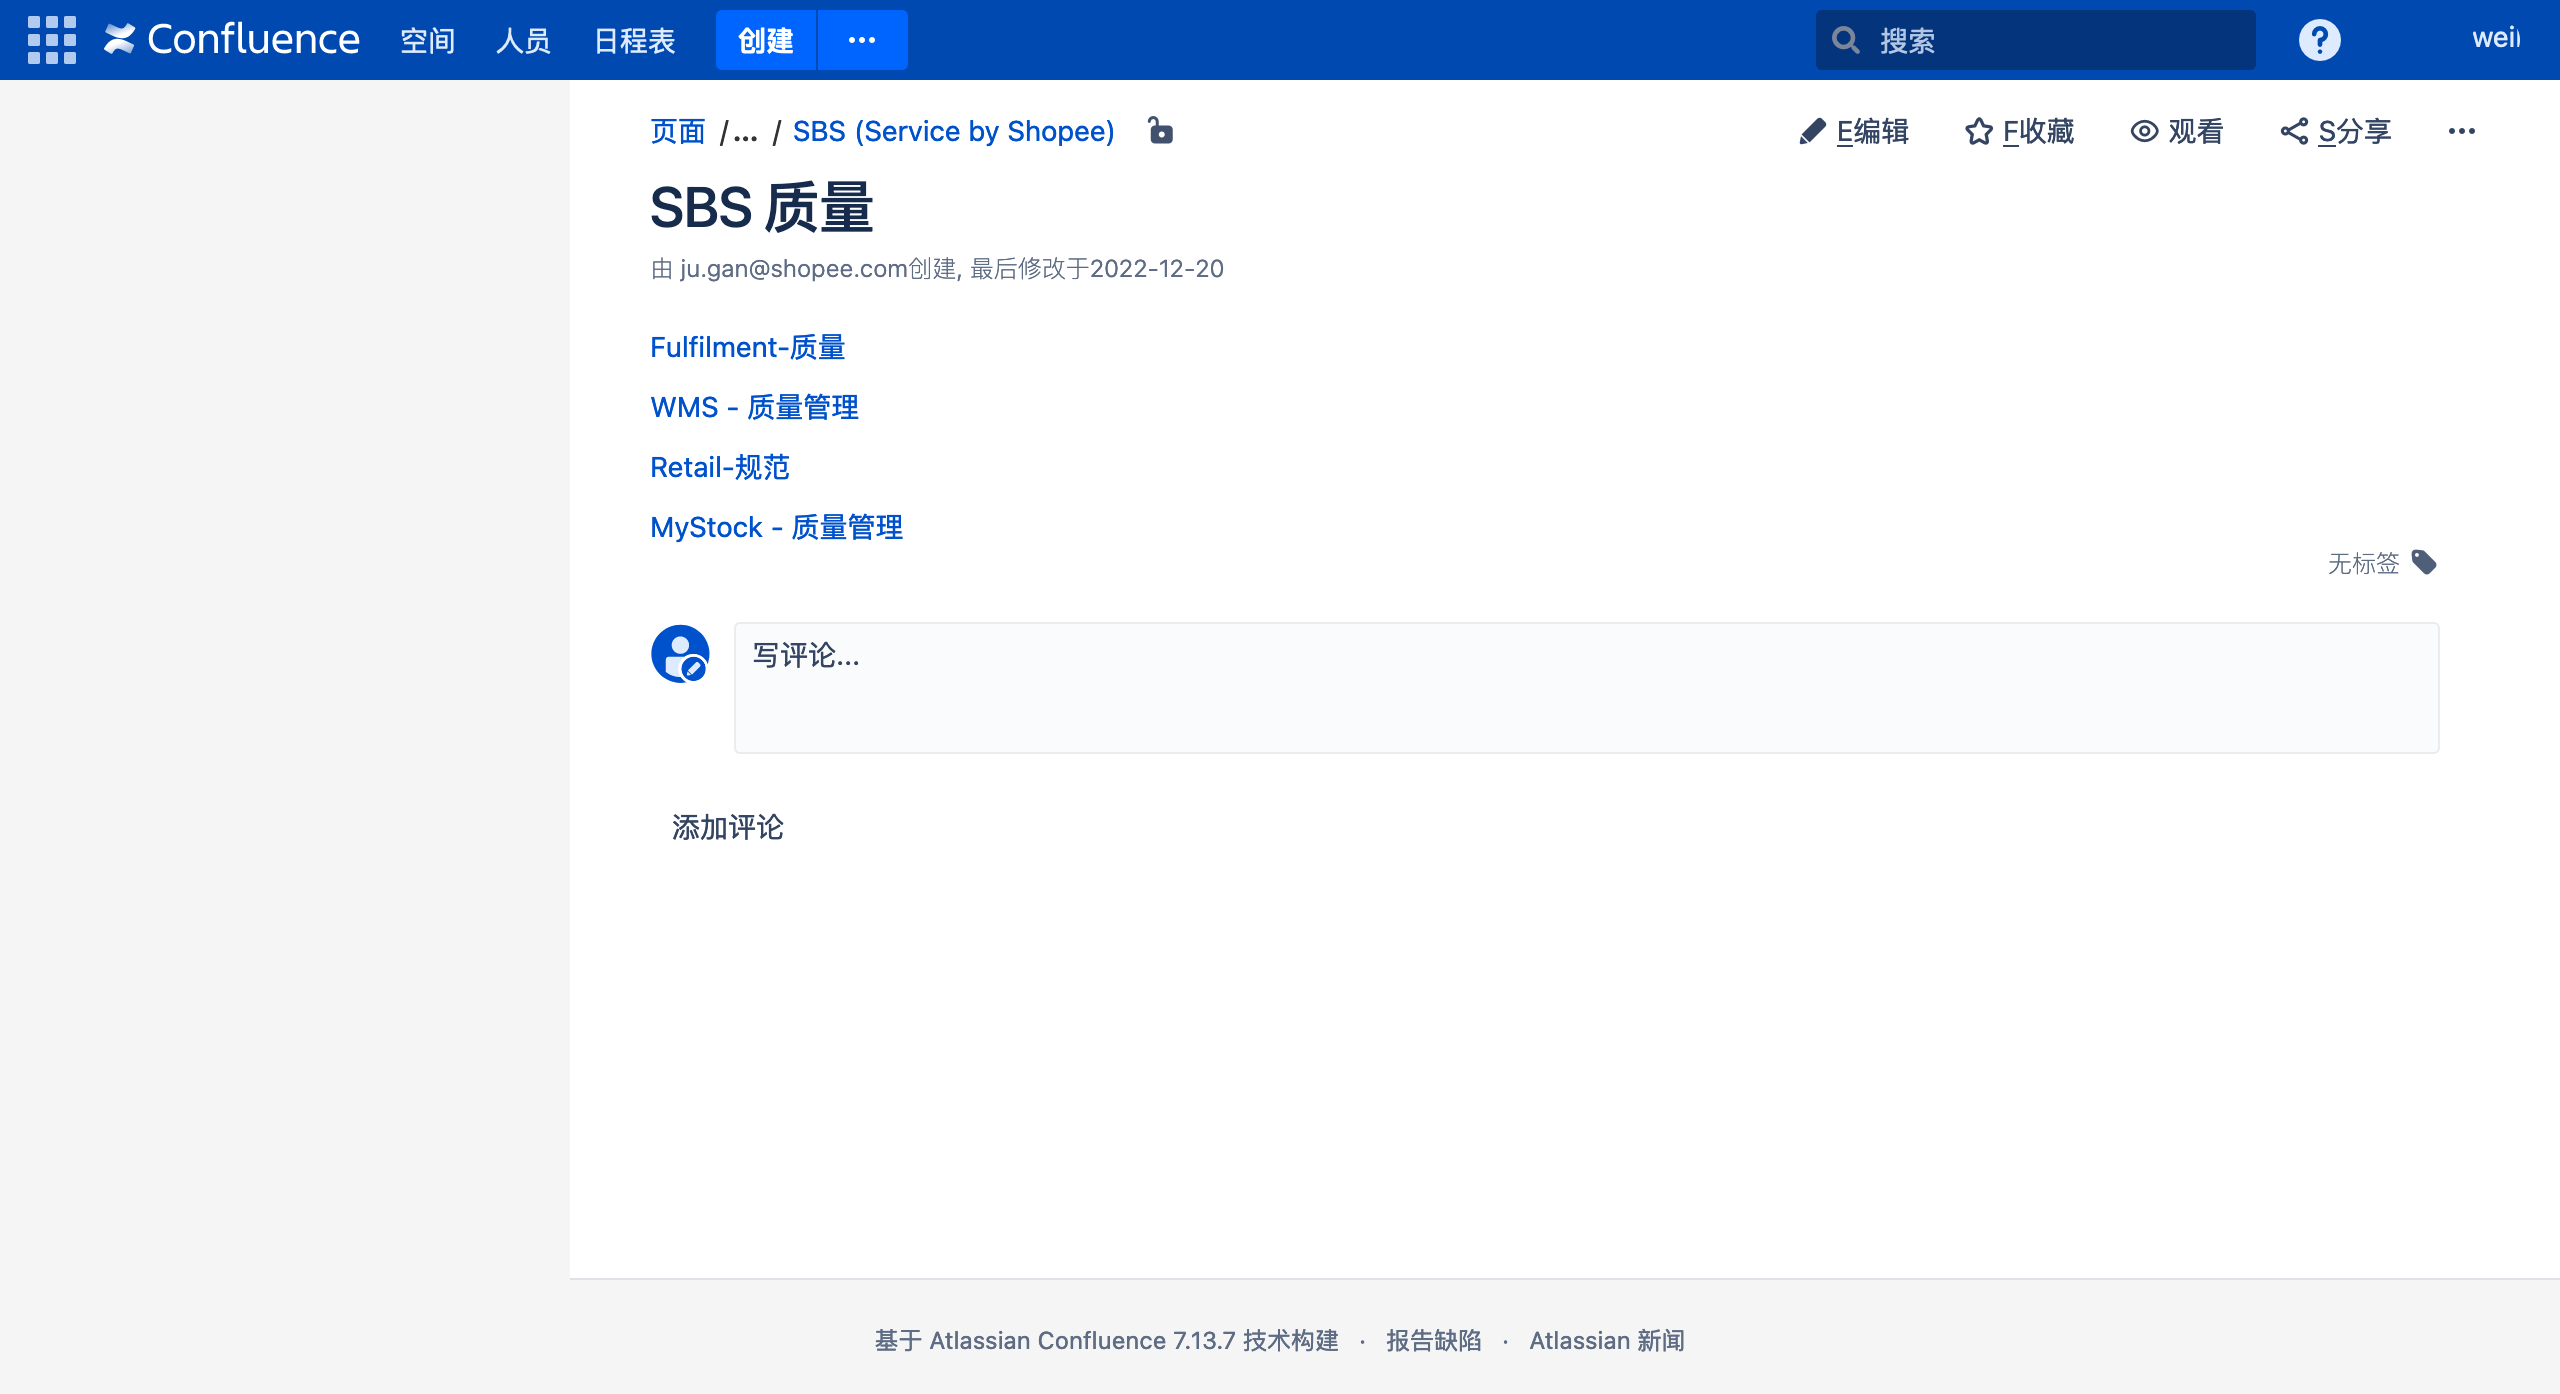 Confluence 空间 人员 日程表 创建 ··· 搜索 ? wei
页面 /... / SBS (Service by Shopee) E编辑 F收藏 观看 S分享 ···
SBS 质量
由 ju.gan@shopee.com创建, 最后修改于2022-12-20
Fulfilment-质量
WMS - 质量管理
Retail-规范
MyStock - 质量管理
无标签
写评论...
添加评论
基于 Atlassian Confluence 7.13.7 技术构建 · 报告缺陷 · Atlassian 新闻